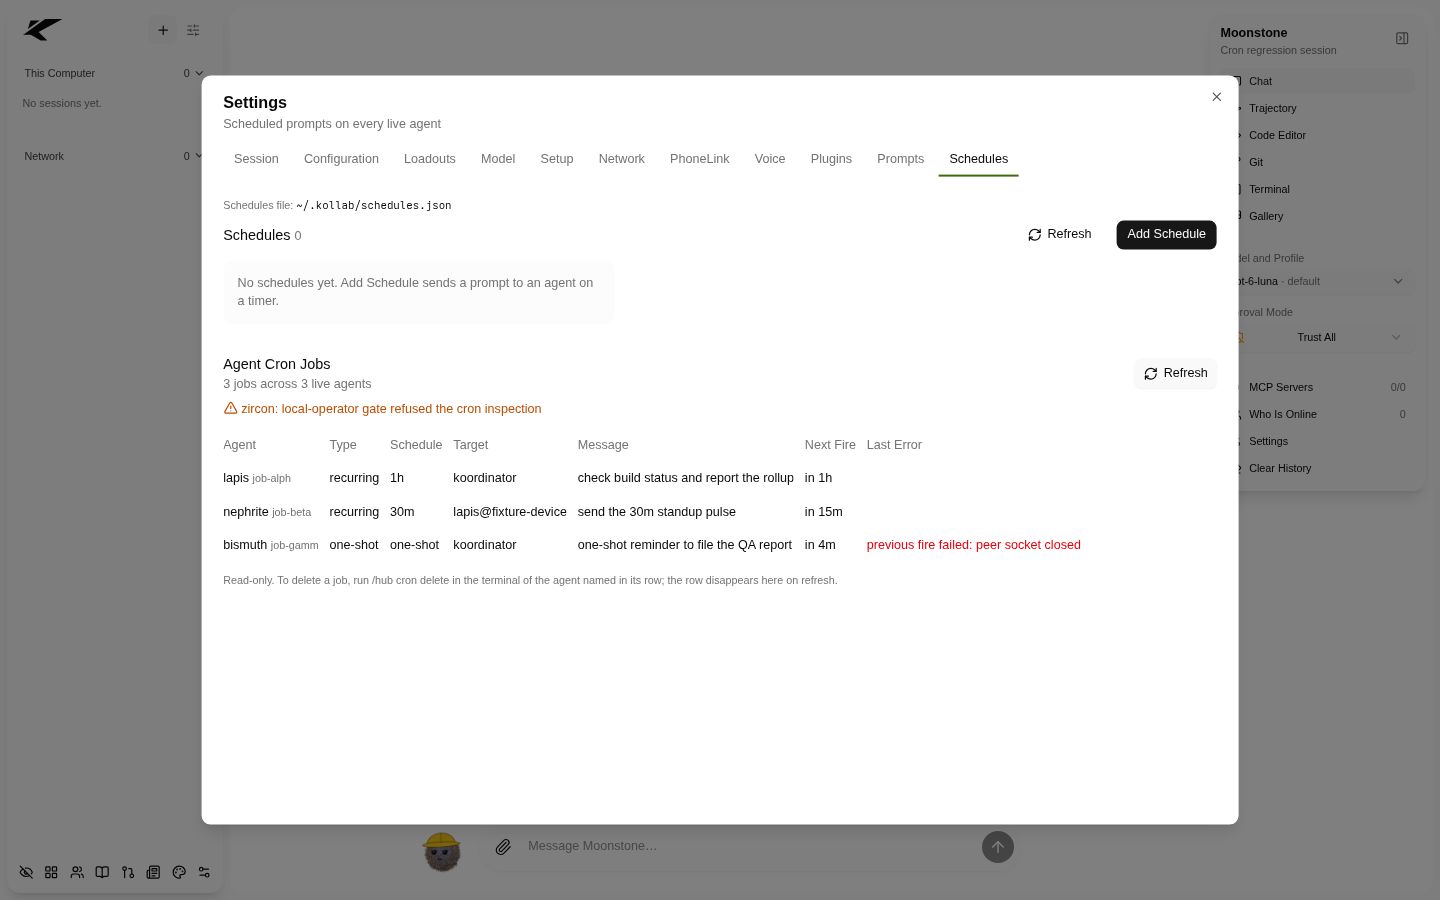 This Computer 0
No sessions yet.
Network 0
Settings
Scheduled prompts on every live agent
Session Configuration Loadouts Model Setup Network PhoneLink Voice Plugins Prompts Schedules
Schedules file: ~/.kollab/schedules.json
Schedules 0
Refresh Add Schedule
No schedules yet. Add Schedule sends a prompt to an agent on
a timer.
Agent Cron Jobs
3 jobs across 3 live agents
Refresh
zircon: local-operator gate refused the cron inspection
Agent Type Schedule Target Message Next Fire Last Error
lapis job-alph recurring 1h koordinator check build status and report the rollup in 1h
nephrite job-beta recurring 30m lapis@fixture-device send the 30m standup pulse in 15m
bismuth job-gamm one-shot one-shot koordinator one-shot reminder to file the QA report in 4m previous fire failed: peer socket closed
Read-only. To delete a job, run /hub cron delete in the terminal of the agent named in its row; the row disappears here on refresh.
Moonstone
Cron regression session
Chat
Trajectory
Code Editor
Git
Terminal
Gallery
and Profile
-6-luna · default
Mode
Trust All
MCP Servers 0/0
Who Is Online 0
Settings
Clear History
Message Moonstone…